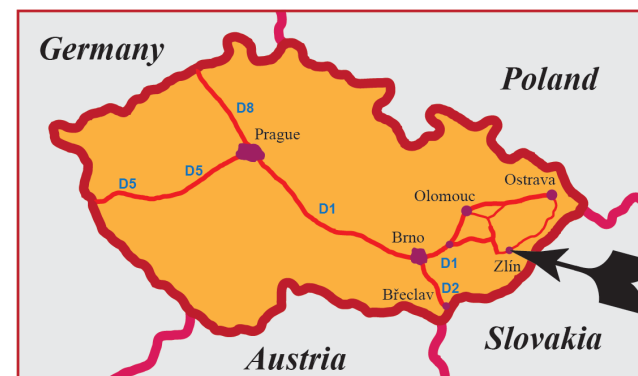 Germany
Poland
D8
Prague
D5
D5
D1
Olomouc
Ostrava
Brno
D1
Zlín
Břeclav
D2
Slovakia
Austria